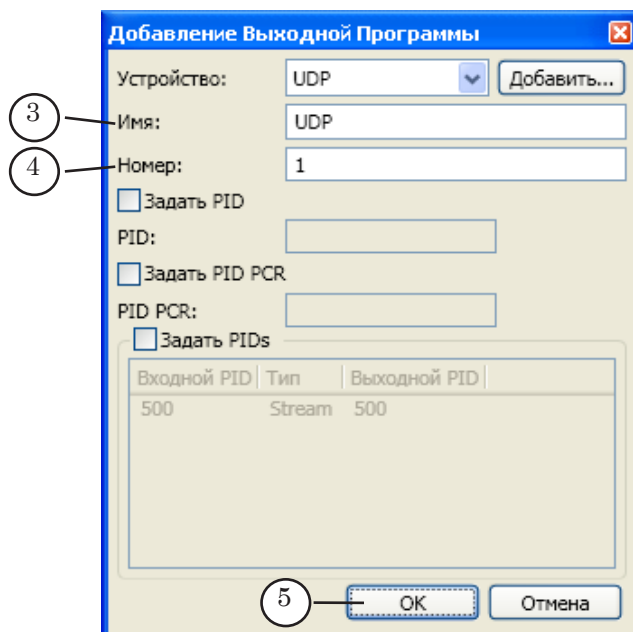 Добавление Выходной Программы
Устройство: UDP Добавить...
3 Имя: UDP
4 Номер: 1
Задать PID
PID:
Задать PID PCR
PID PCR:
Задать PIDs
Входной PID Тип Выходной PID
500 Stream 500
5 OK Отмена